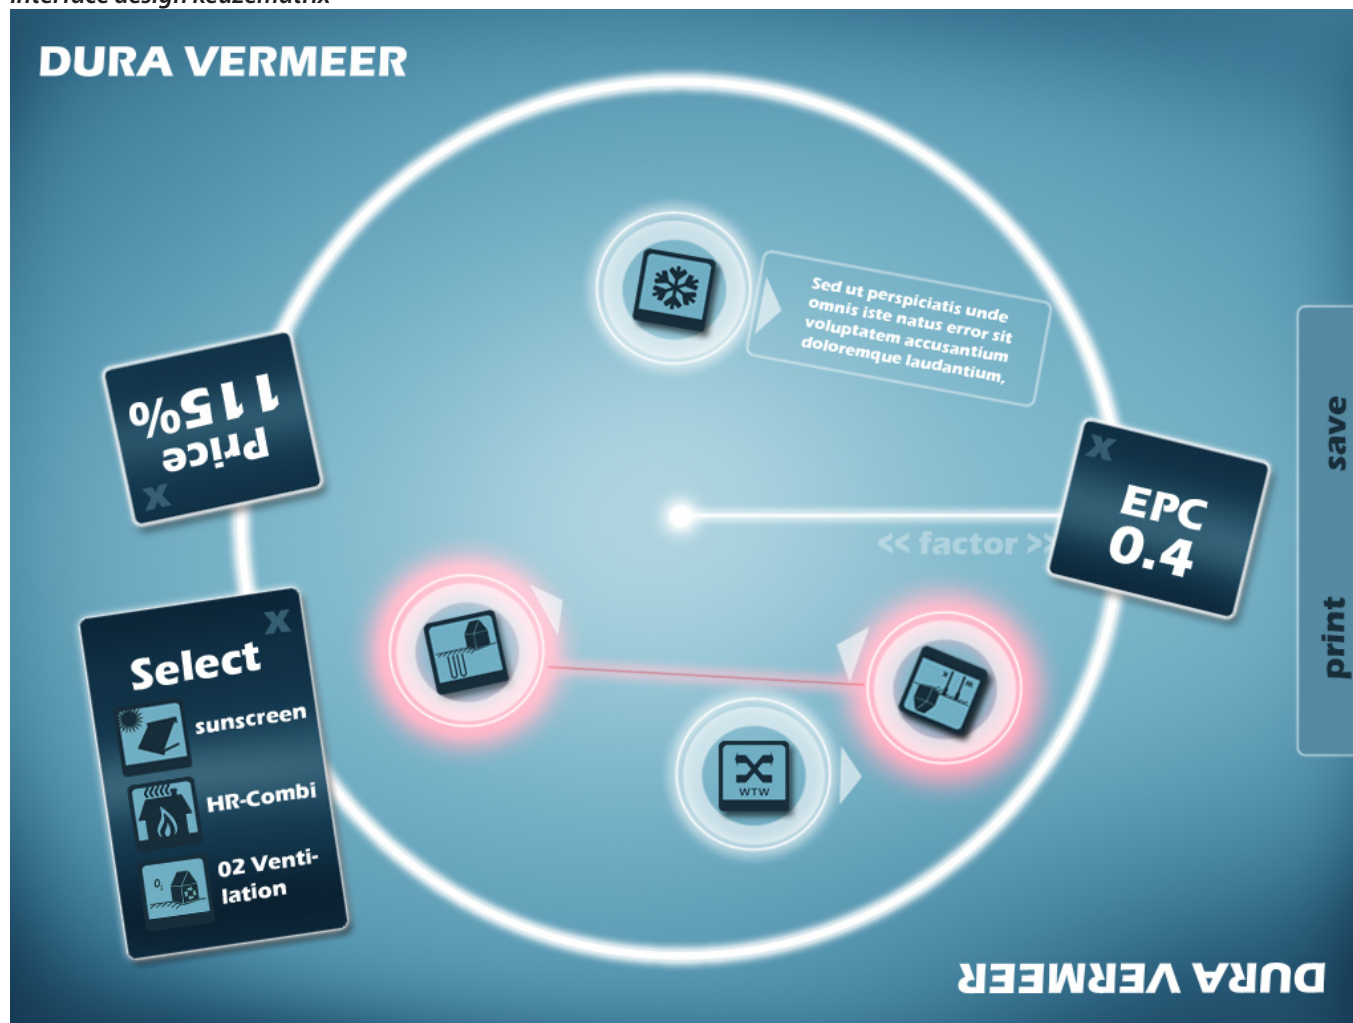 interface design keuzematrix
DURA VERMEER
Sed ut perspiciatis unde
omnis iste natus error sit
voluptatem accusantium
doloremque laudantium,
X
Price
115%
X
EPC
0.4
<< factor >>
save
print
X
Select
sunscreen
HR-Combi
02 Venti-
lation
O2
WTW
DURA VERMEER